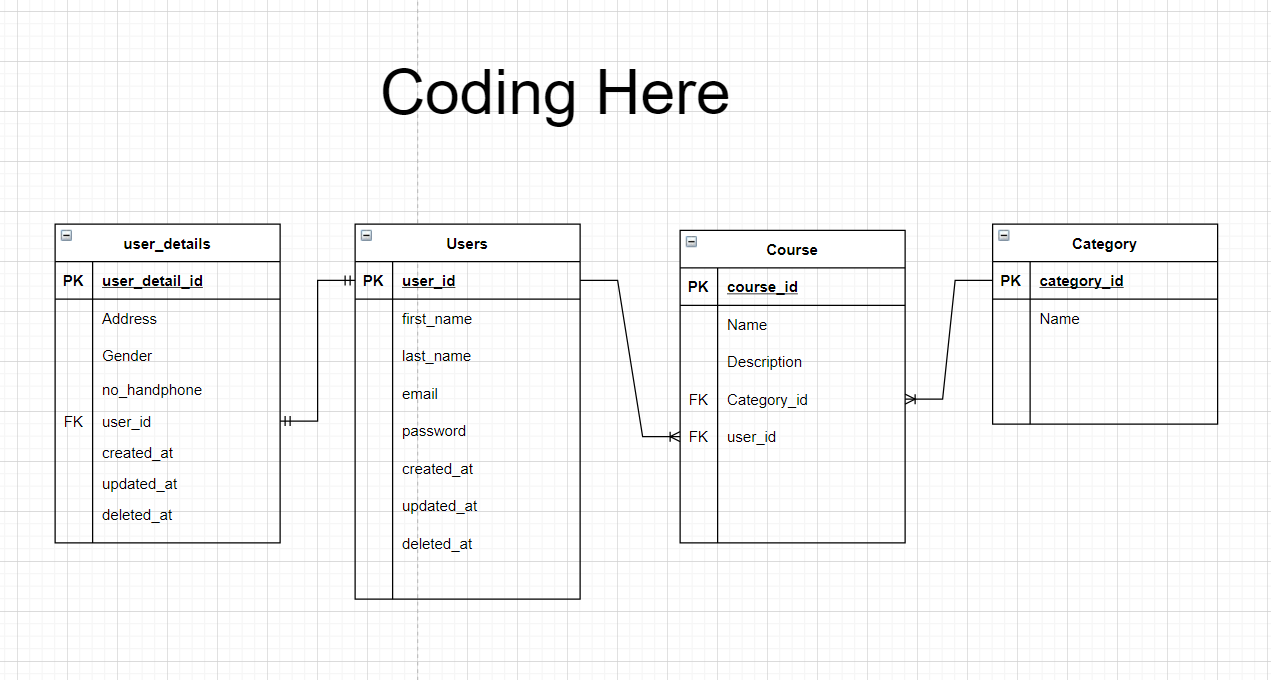 Coding Here
user_details
PK user_detail_id
Address
Gender
no_handphone
FK user_id
created_at
updated_at
deleted_at
Users
PK user_id
first_name
last_name
email
password
created_at
updated_at
deleted_at
Course
PK course_id
Name
Description
FK Category_id
FK user_id
Category
PK category_id
Name